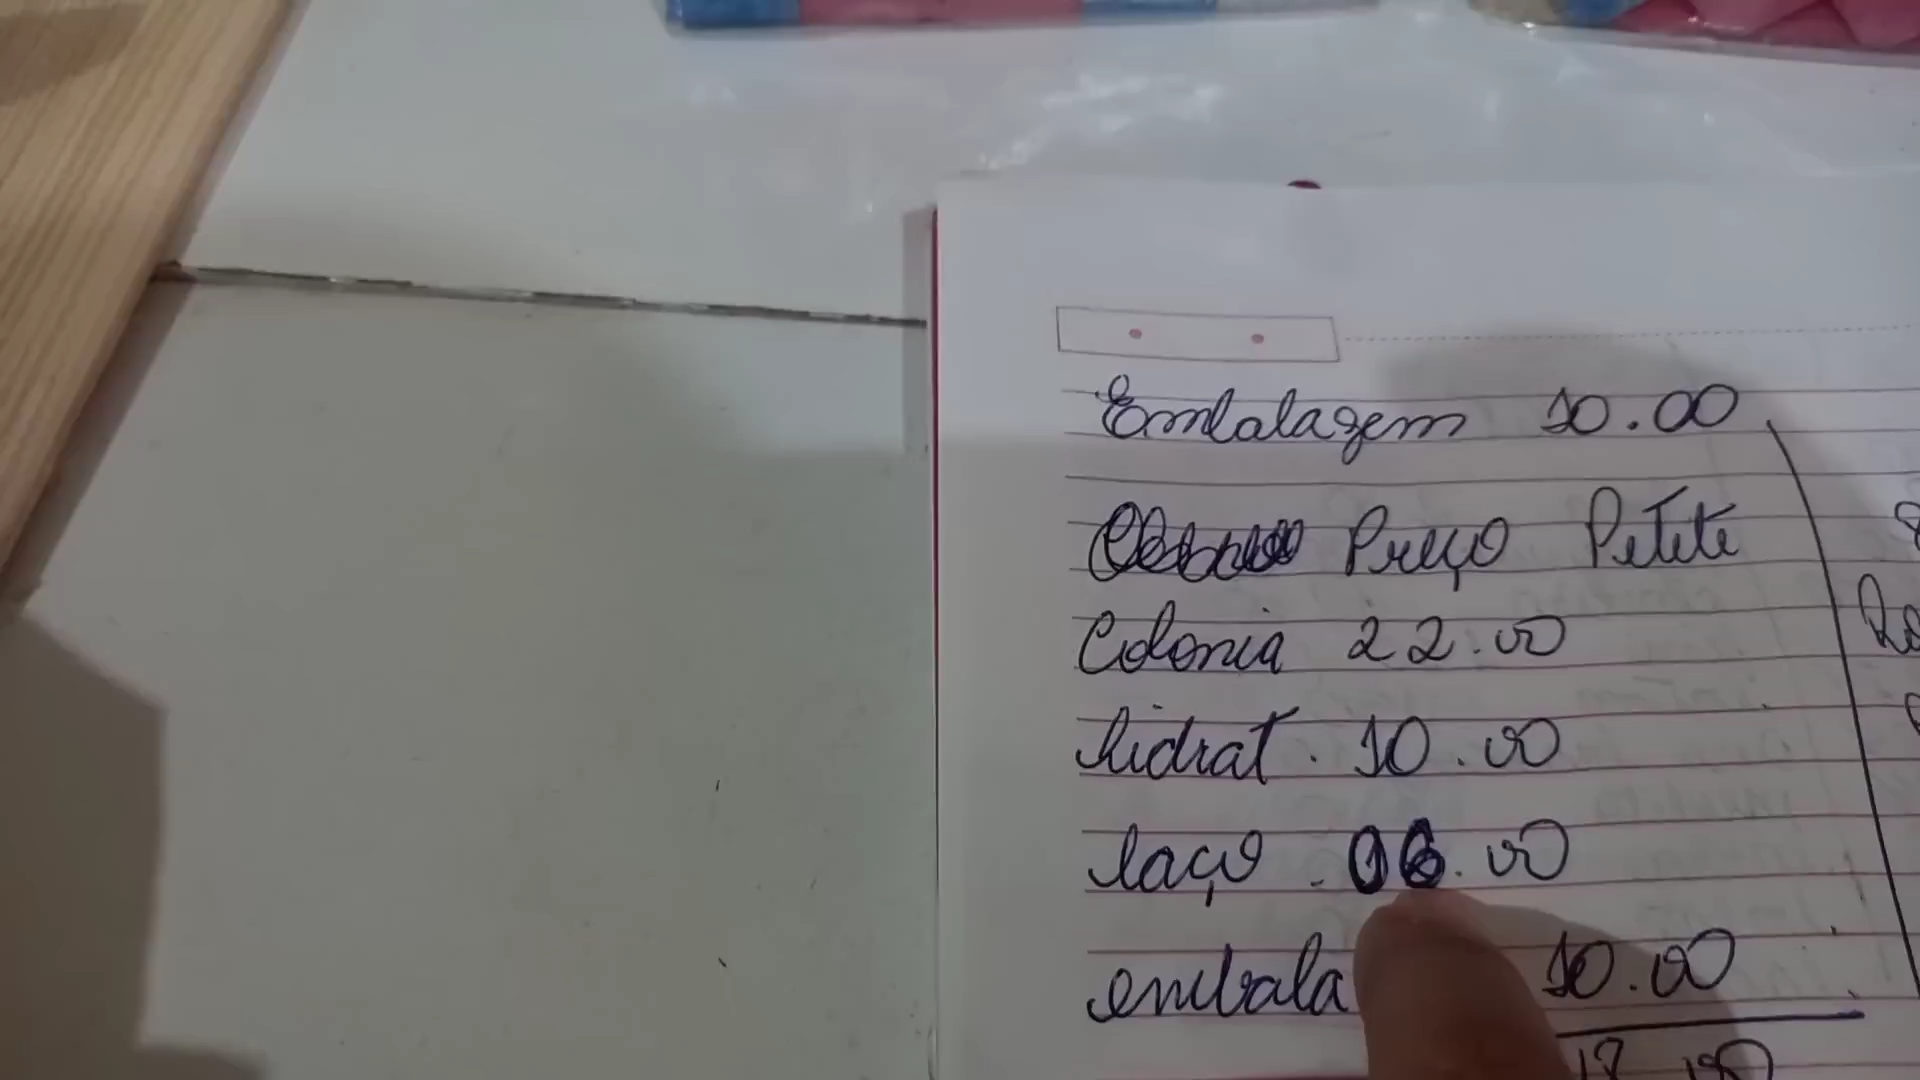 Embalagem 10.00
Preço Petite
Colonia 22.00
hidrat. 10.00
laço. 06.00
embala 10.00